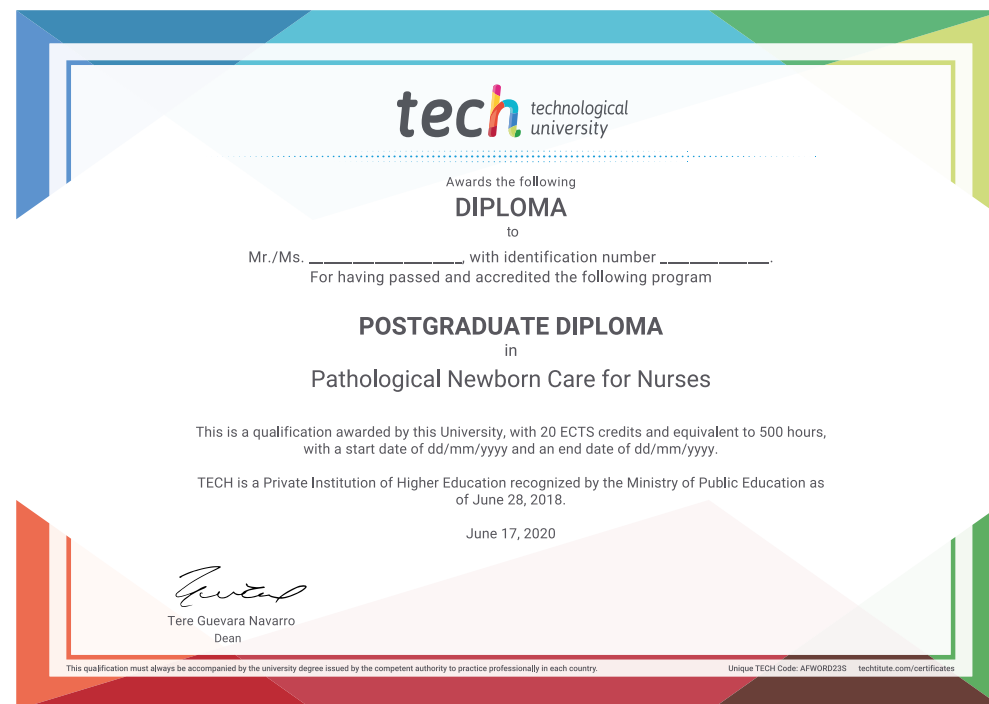 tech technological
university
Awards the following
DIPLOMA
to
Mr./Ms. ____________________, with identification number ______________.
For having passed and accredited the following program
POSTGRADUATE DIPLOMA
in
Pathological Newborn Care for Nurses
This is a qualification awarded by this University, with 20 ECTS credits and equivalent to 500 hours,
with a start date of dd/mm/yyyy and an end date of dd/mm/yyyy.
TECH is a Private Institution of Higher Education recognized by the Ministry of Public Education as
of June 28, 2018.
June 17, 2020
Tere Guevara Navarro
Dean
This qualification must always be accompanied by the university degree issued by the competent authority to practice professionally in each country. Unique TECH Code: AFWORD23S techtitute.com/certificates